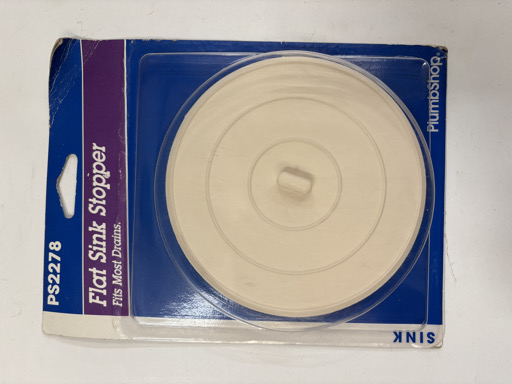 PS2278
Flat Sink Stopper
Fits Most Drains.
PlumbShop
SINK